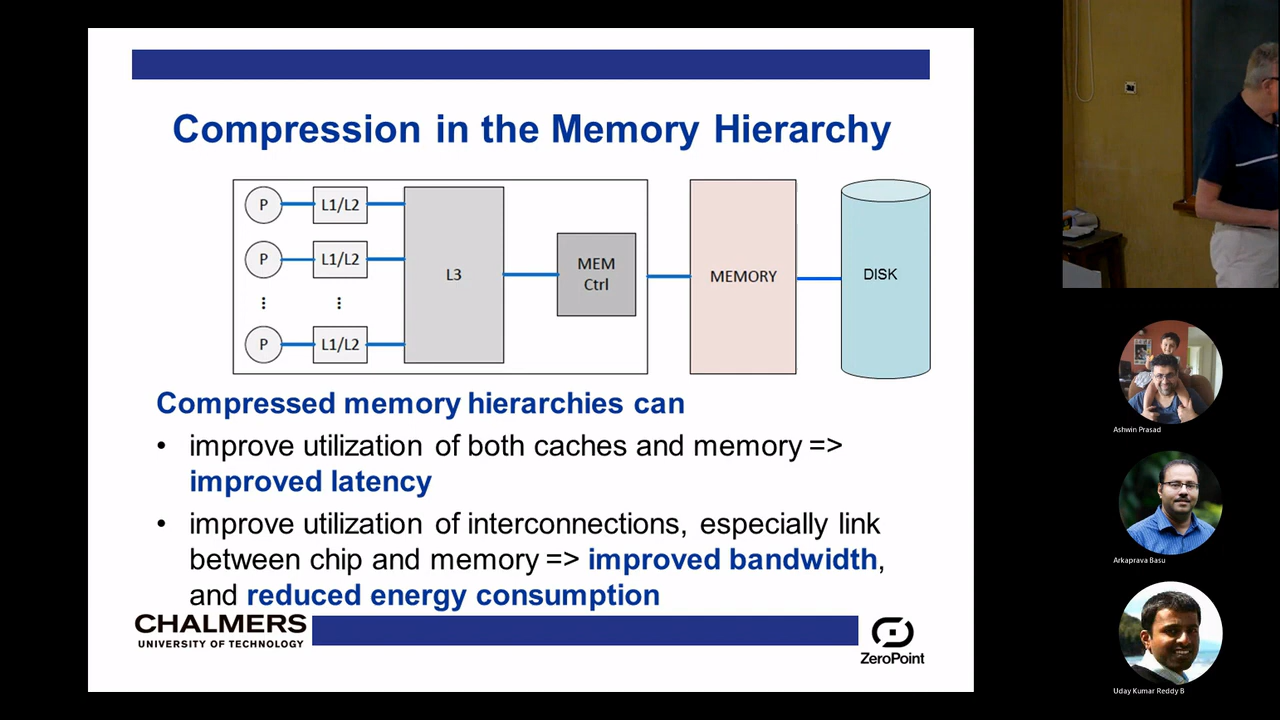 Compression in the Memory Hierarchy
P
L1/L2
P
L1/L2
P
L1/L2
L3
MEM
Ctrl
MEMORY
DISK
Compressed memory hierarchies can
• improve utilization of both caches and memory =>
improved latency
• improve utilization of interconnections, especially link
between chip and memory => improved bandwidth,
and reduced energy consumption
CHALMERS
UNIVERSITY OF TECHNOLOGY
ZeroPoint
Ashwin Prasad
Arkaprava Basu
Uday Kumar Reddy B